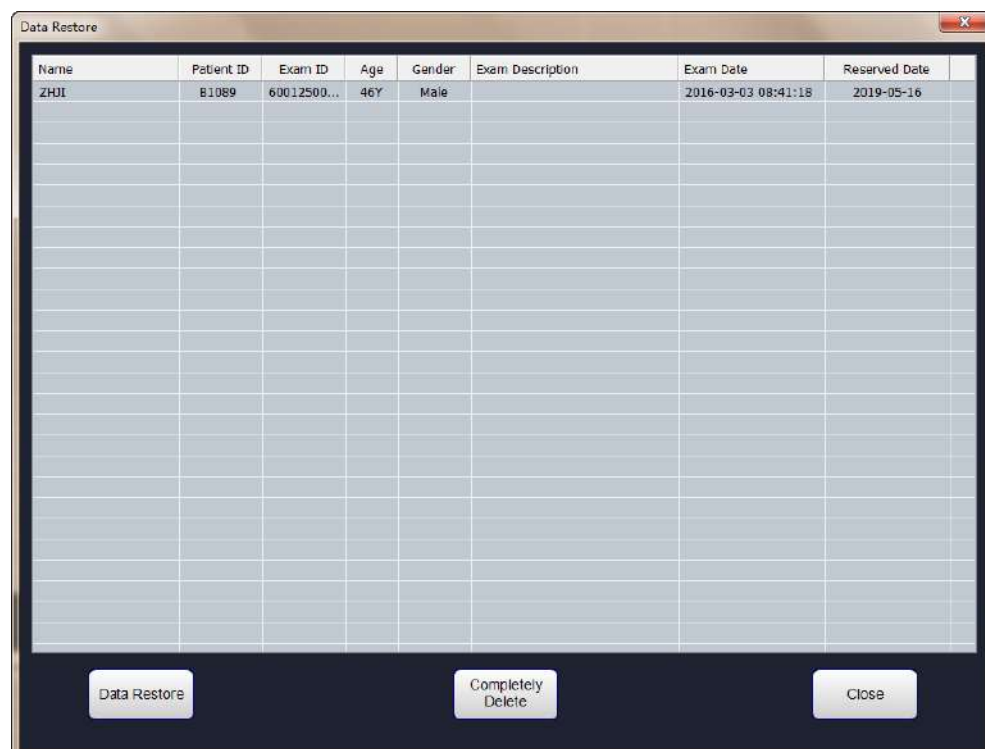 Data Restore
Name Patient ID Exam ID Age Gender Exam Description Exam Date Reserved Date
ZHJI B1089 60012500... 46Y Male 2016-03-03 08:41:18 2019-05-16
Data Restore Completely Delete Close